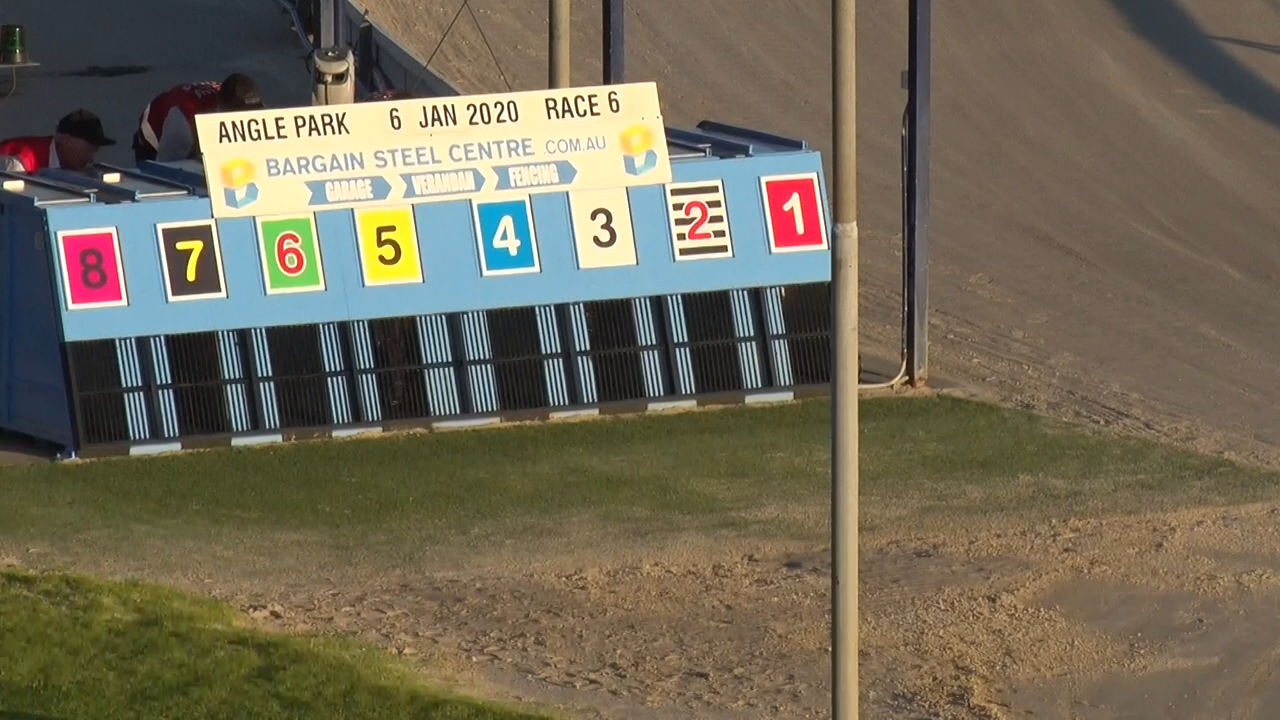 ANGLE PARK 6 JAN 2020 RACE 6
BARGAIN STEEL CENTRE .COM.AU
GARAGE VERANDAH FENCING
8 7 6 5 4 3 2 1